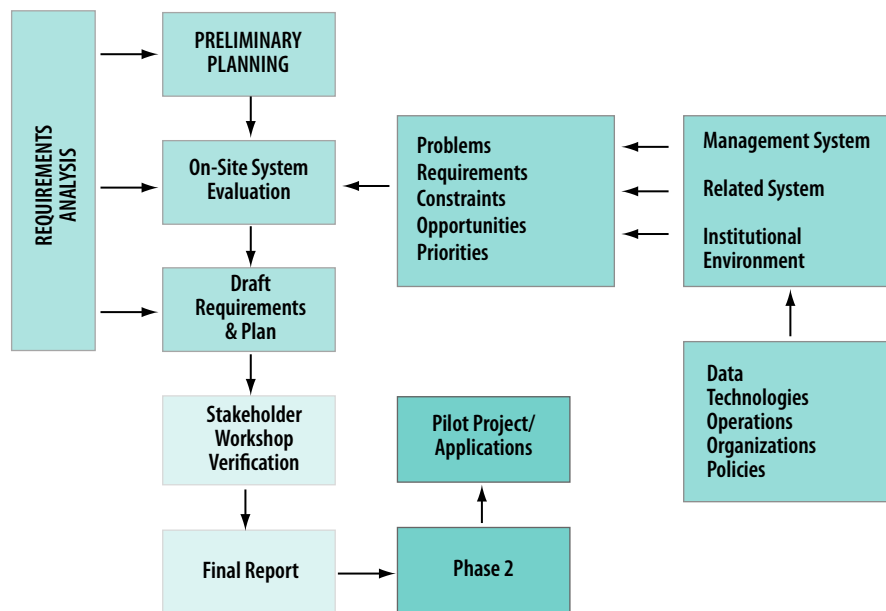 REQUIREMENTS
ANALYSIS
PRELIMINARY
PLANNING
On-Site System
Evaluation
Draft
Requirements
& Plan
Stakeholder
Workshop
Verification
Final Report
Problems
Requirements
Constraints
Opportunities
Priorities
Management System
Related System
Institutional
Environment
Data
Technologies
Operations
Organizations
Policies
Pilot Project/
Applications
Phase 2